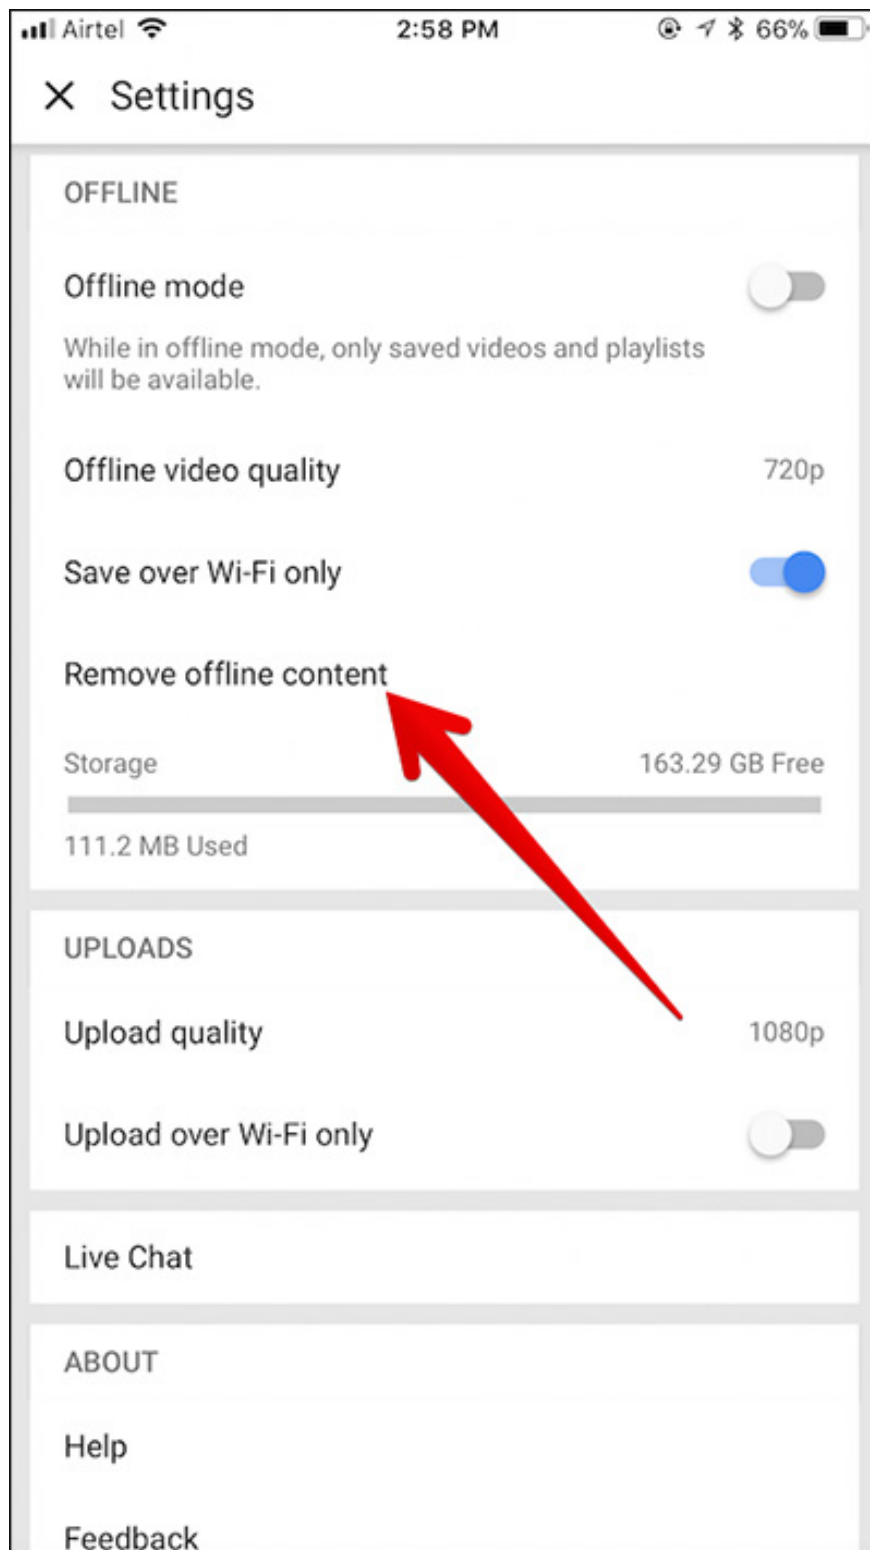 Airtel 2:58 PM 66%
Settings
OFFLINE
Offline mode
While in offline mode, only saved videos and playlists
will be available.
Offline video quality 720p
Save over Wi-Fi only
Remove offline content
Storage 163.29 GB Free
111.2 MB Used
UPLOADS
Upload quality 1080p
Upload over Wi-Fi only
Live Chat
ABOUT
Help
Feedback